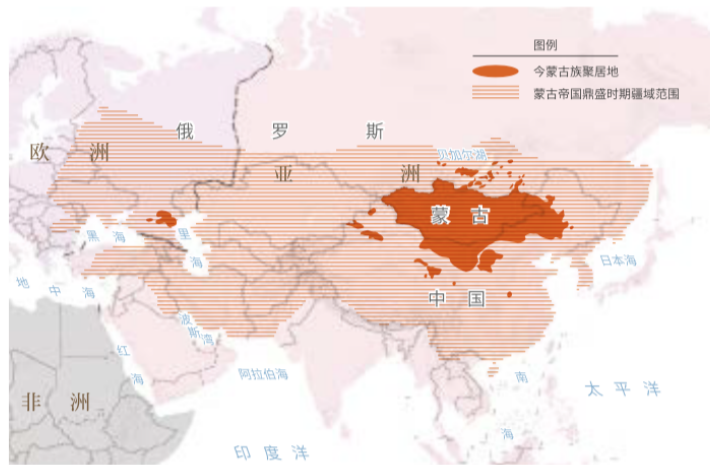 图例
今蒙古族聚居地
蒙古帝国鼎盛时期疆域范围
俄罗斯
欧洲
贝加尔湖
亚洲
蒙古
黑海
里海
日本海
地中海
中国
波斯湾
红海
阿拉伯海
南海
太平洋
非洲
印度洋